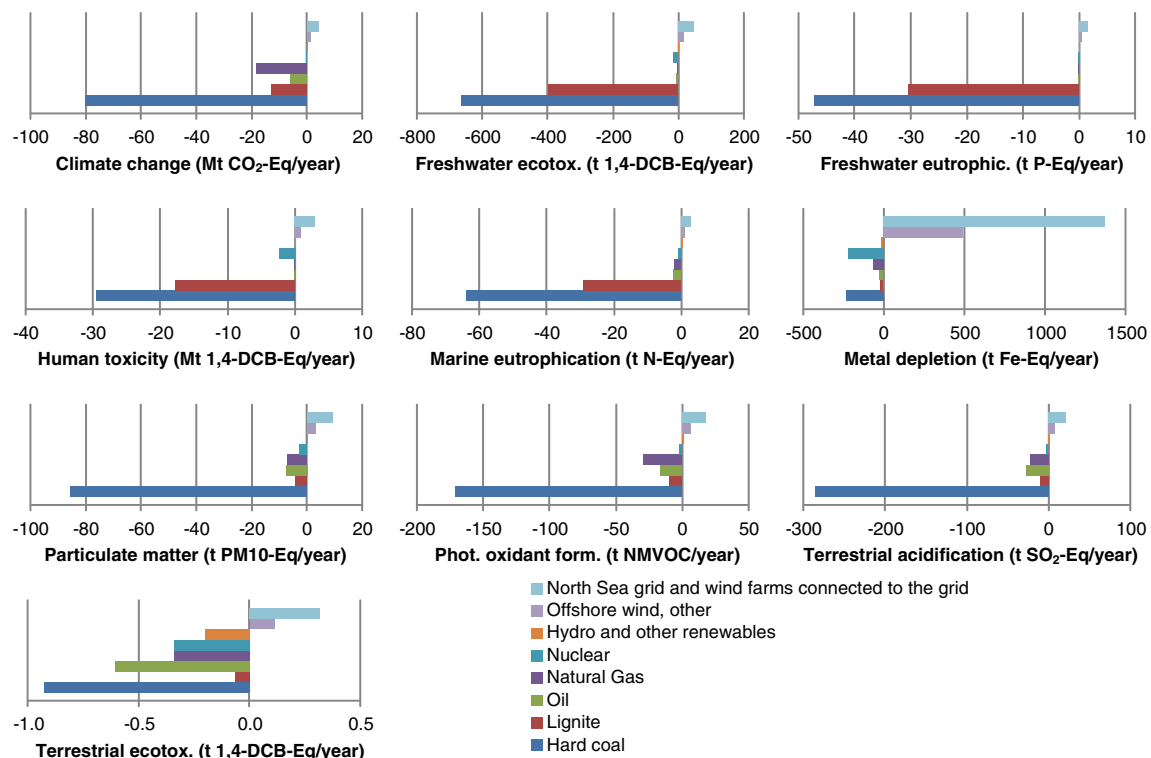 -100 -80 -60 -40 -20 0 20
Climate change (Mt CO₂-Eq/year)
-800 -600 -400 -200 0 200
Freshwater ecotox. (t 1,4-DCB-Eq/year)
-50 -40 -30 -20 -10 0 10
Freshwater eutrophic. (t P-Eq/year)
-40 -30 -20 -10 0 10
Human toxicity (Mt 1,4-DCB-Eq/year)
-80 -60 -40 -20 0 20
Marine eutrophication (t N-Eq/year)
-500 0 500 1000 1500
Metal depletion (t Fe-Eq/year)
-100 -80 -60 -40 -20 0 20
Particulate matter (t PM10-Eq/year)
-200 -150 -100 -50 0 50
Phot. oxidant form. (t NMVOC/year)
-300 -200 -100 0 100
Terrestrial acidification (t SO₂-Eq/year)
-1.0 -0.5 0.0 0.5
Terrestrial ecotox. (t 1,4-DCB-Eq/year)
North Sea grid and wind farms connected to the grid
Offshore wind, other
Hydro and other renewables
Nuclear
Natural Gas
Oil
Lignite
Hard coal